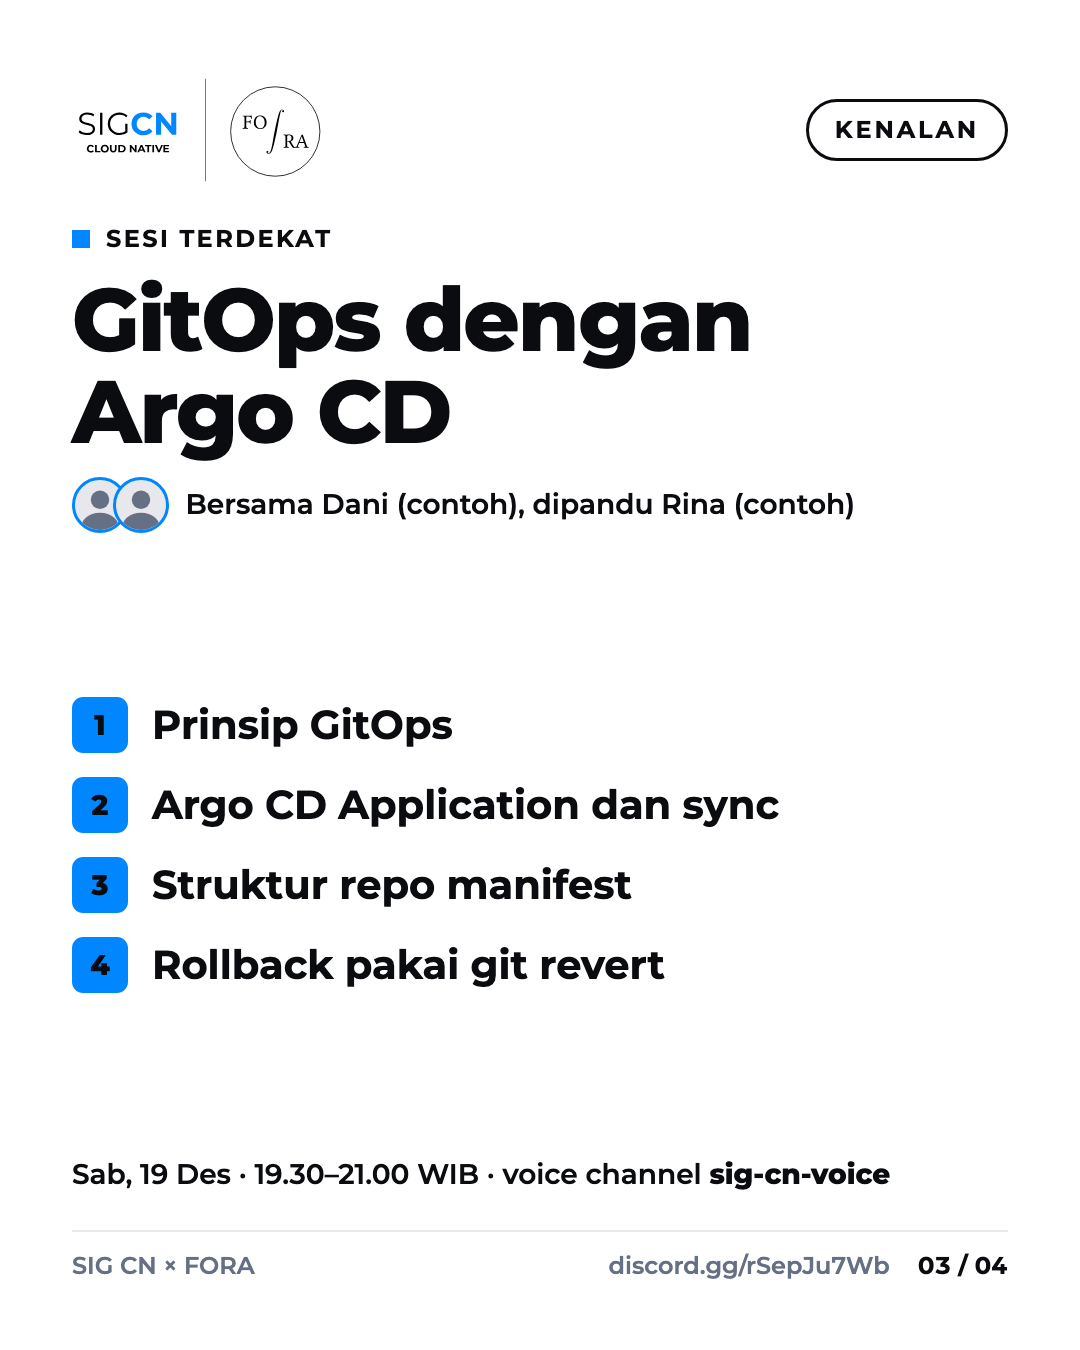 SIGCN
CLOUD NATIVE
FO RA
KENALAN
SESI TERDEKAT
GitOps dengan
Argo CD
Bersama Dani (contoh), dipandu Rina (contoh)
1 Prinsip GitOps
2 Argo CD Application dan sync
3 Struktur repo manifest
4 Rollback pakai git revert
Sab, 19 Des · 19.30–21.00 WIB · voice channel sig-cn-voice
SIG CN × FORA
discord.gg/rSepJu7Wb 03 / 04